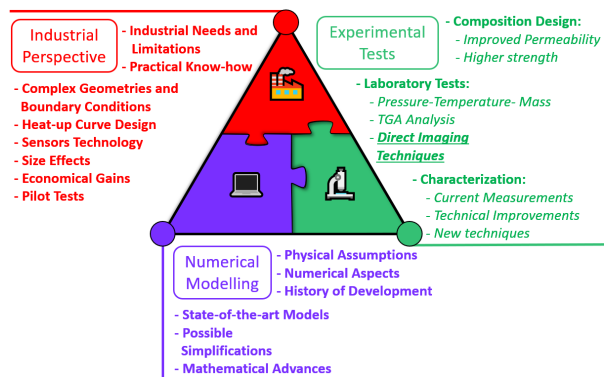 Industrial
Perspective
- Industrial Needs and
Limitations
- Practical Know-how
- Complex Geometries and
Boundary Conditions
- Heat-up Curve Design
- Sensors Technology
- Size Effects
- Economical Gains
- Pilot Tests
Experimental
Tests
- Composition Design:
- Improved Permeability
- Higher strength
- Laboratory Tests:
- Pressure-Temperature- Mass
- TGA Analysis
- Direct Imaging
Techniques
- Characterization:
- Current Measurements
- Technical Improvements
- New techniques
Numerical
Modelling
- Physical Assumptions
- Numerical Aspects
- History of Development
- State-of-the-art Models
- Possible
Simplifications
- Mathematical Advances